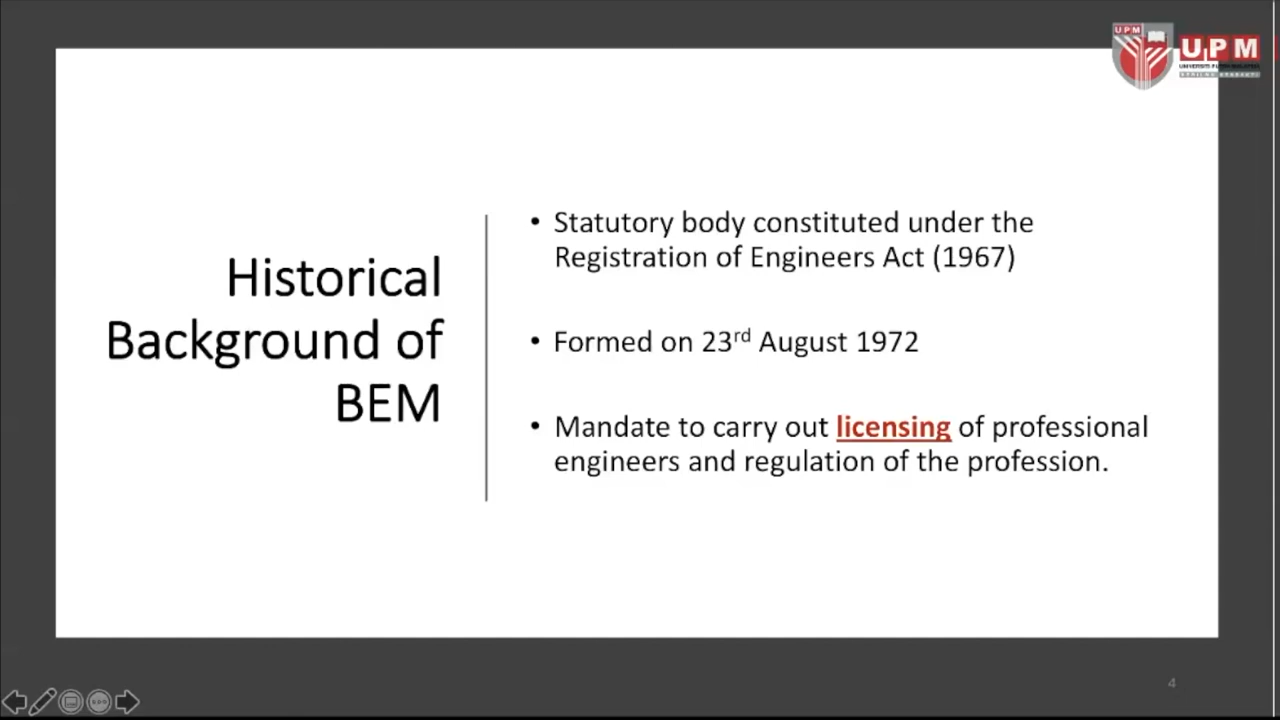 UPM
UPM
Historical
Background of
BEM
• Statutory body constituted under the
Registration of Engineers Act (1967)
• Formed on 23rd August 1972
• Mandate to carry out licensing of professional
engineers and regulation of the profession.
4